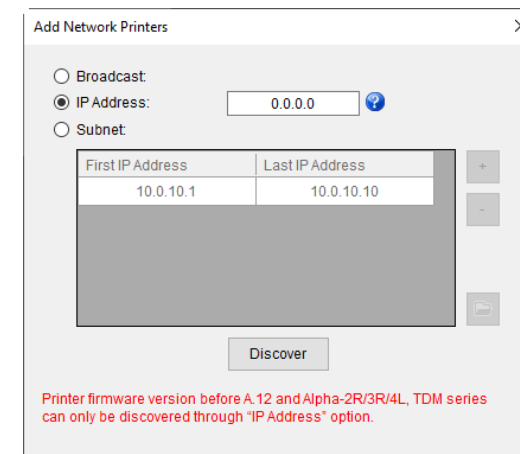 Add Network Printers
Broadcast:
IP Address: 0.0.0.0 ?
Subnet:
First IP Address Last IP Address +
10.0.10.1 10.0.10.10
-
Discover
Printer firmware version before A.12 and Alpha-2R/3R/4L, TDM series
can only be discovered through “IP Address” option.